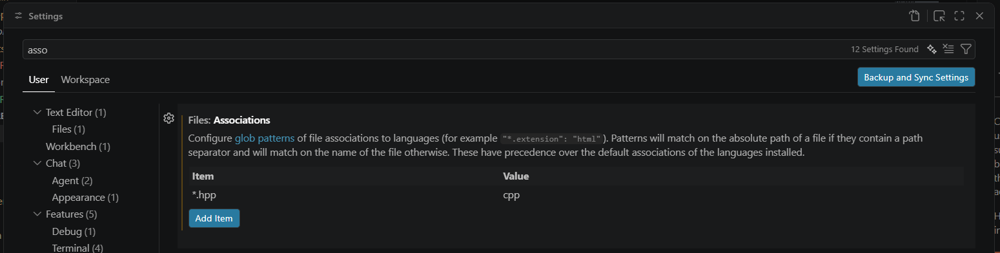 Settings
asso
12 Settings Found
User Workspace
Backup and Sync Settings
Text Editor (1)
Files (1)
Workbench (1)
Chat (3)
Agent (2)
Appearance (1)
Features (5)
Debug (1)
Terminal (4)
Files: Associations
Configure glob patterns of file associations to languages (for example "*.extension": "html"). Patterns will match on the absolute path of a file if they contain a path
separator and will match on the name of the file otherwise. These have precedence over the default associations of the languages installed.
Item Value
*.hpp cpp
Add Item